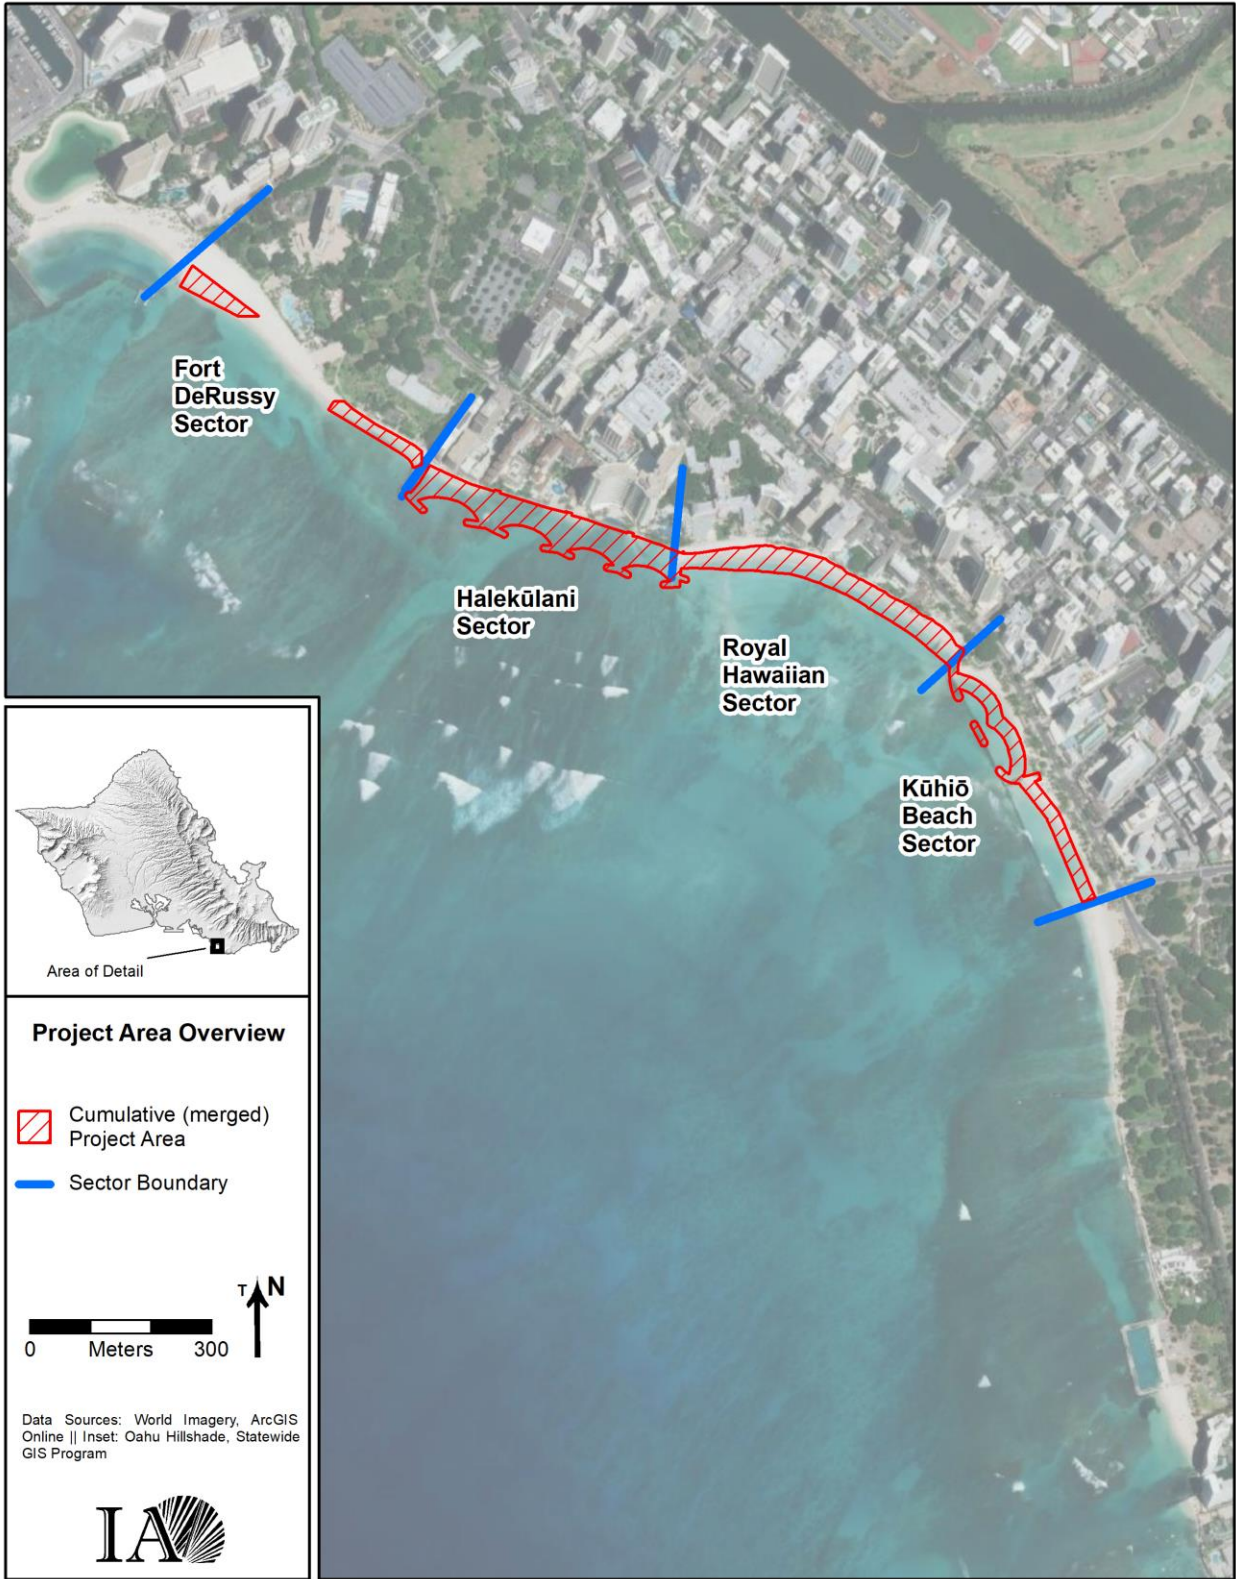 Fort
DeRussy
Sector
Halekūlani
Sector
Royal
Hawaiian
Sector
Kūhiō
Beach
Sector
Area of Detail
Project Area Overview
Cumulative (merged)
Project Area
Sector Boundary
T N
0 Meters 300
Data Sources: World Imagery, ArcGIS
Online || Inset: Oahu Hillshade, Statewide
GIS Program
IA